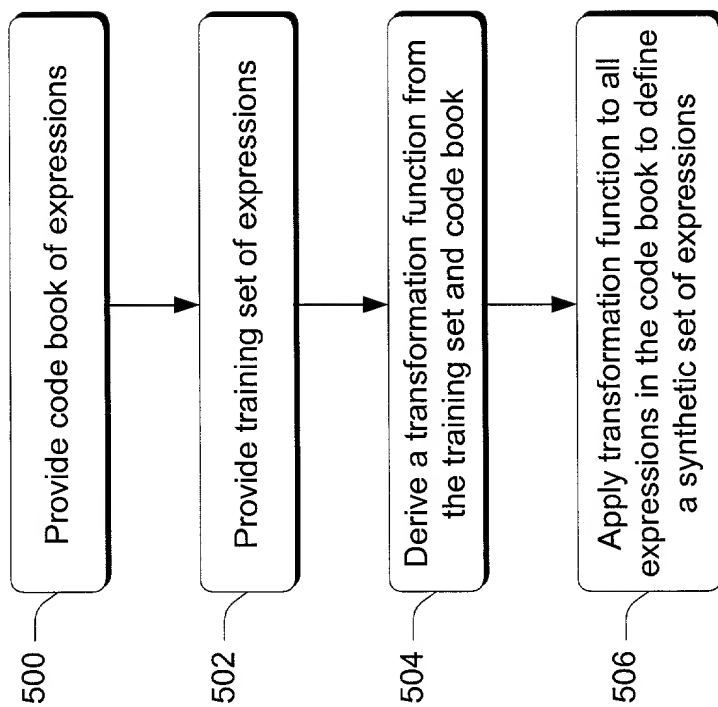 500
Provide code book of expressions
502
Provide training set of expressions
504
Derive a transformation function from
the training set and code book
506
Apply transformation function to all
expressions in the code book to define
a synthetic set of expressions